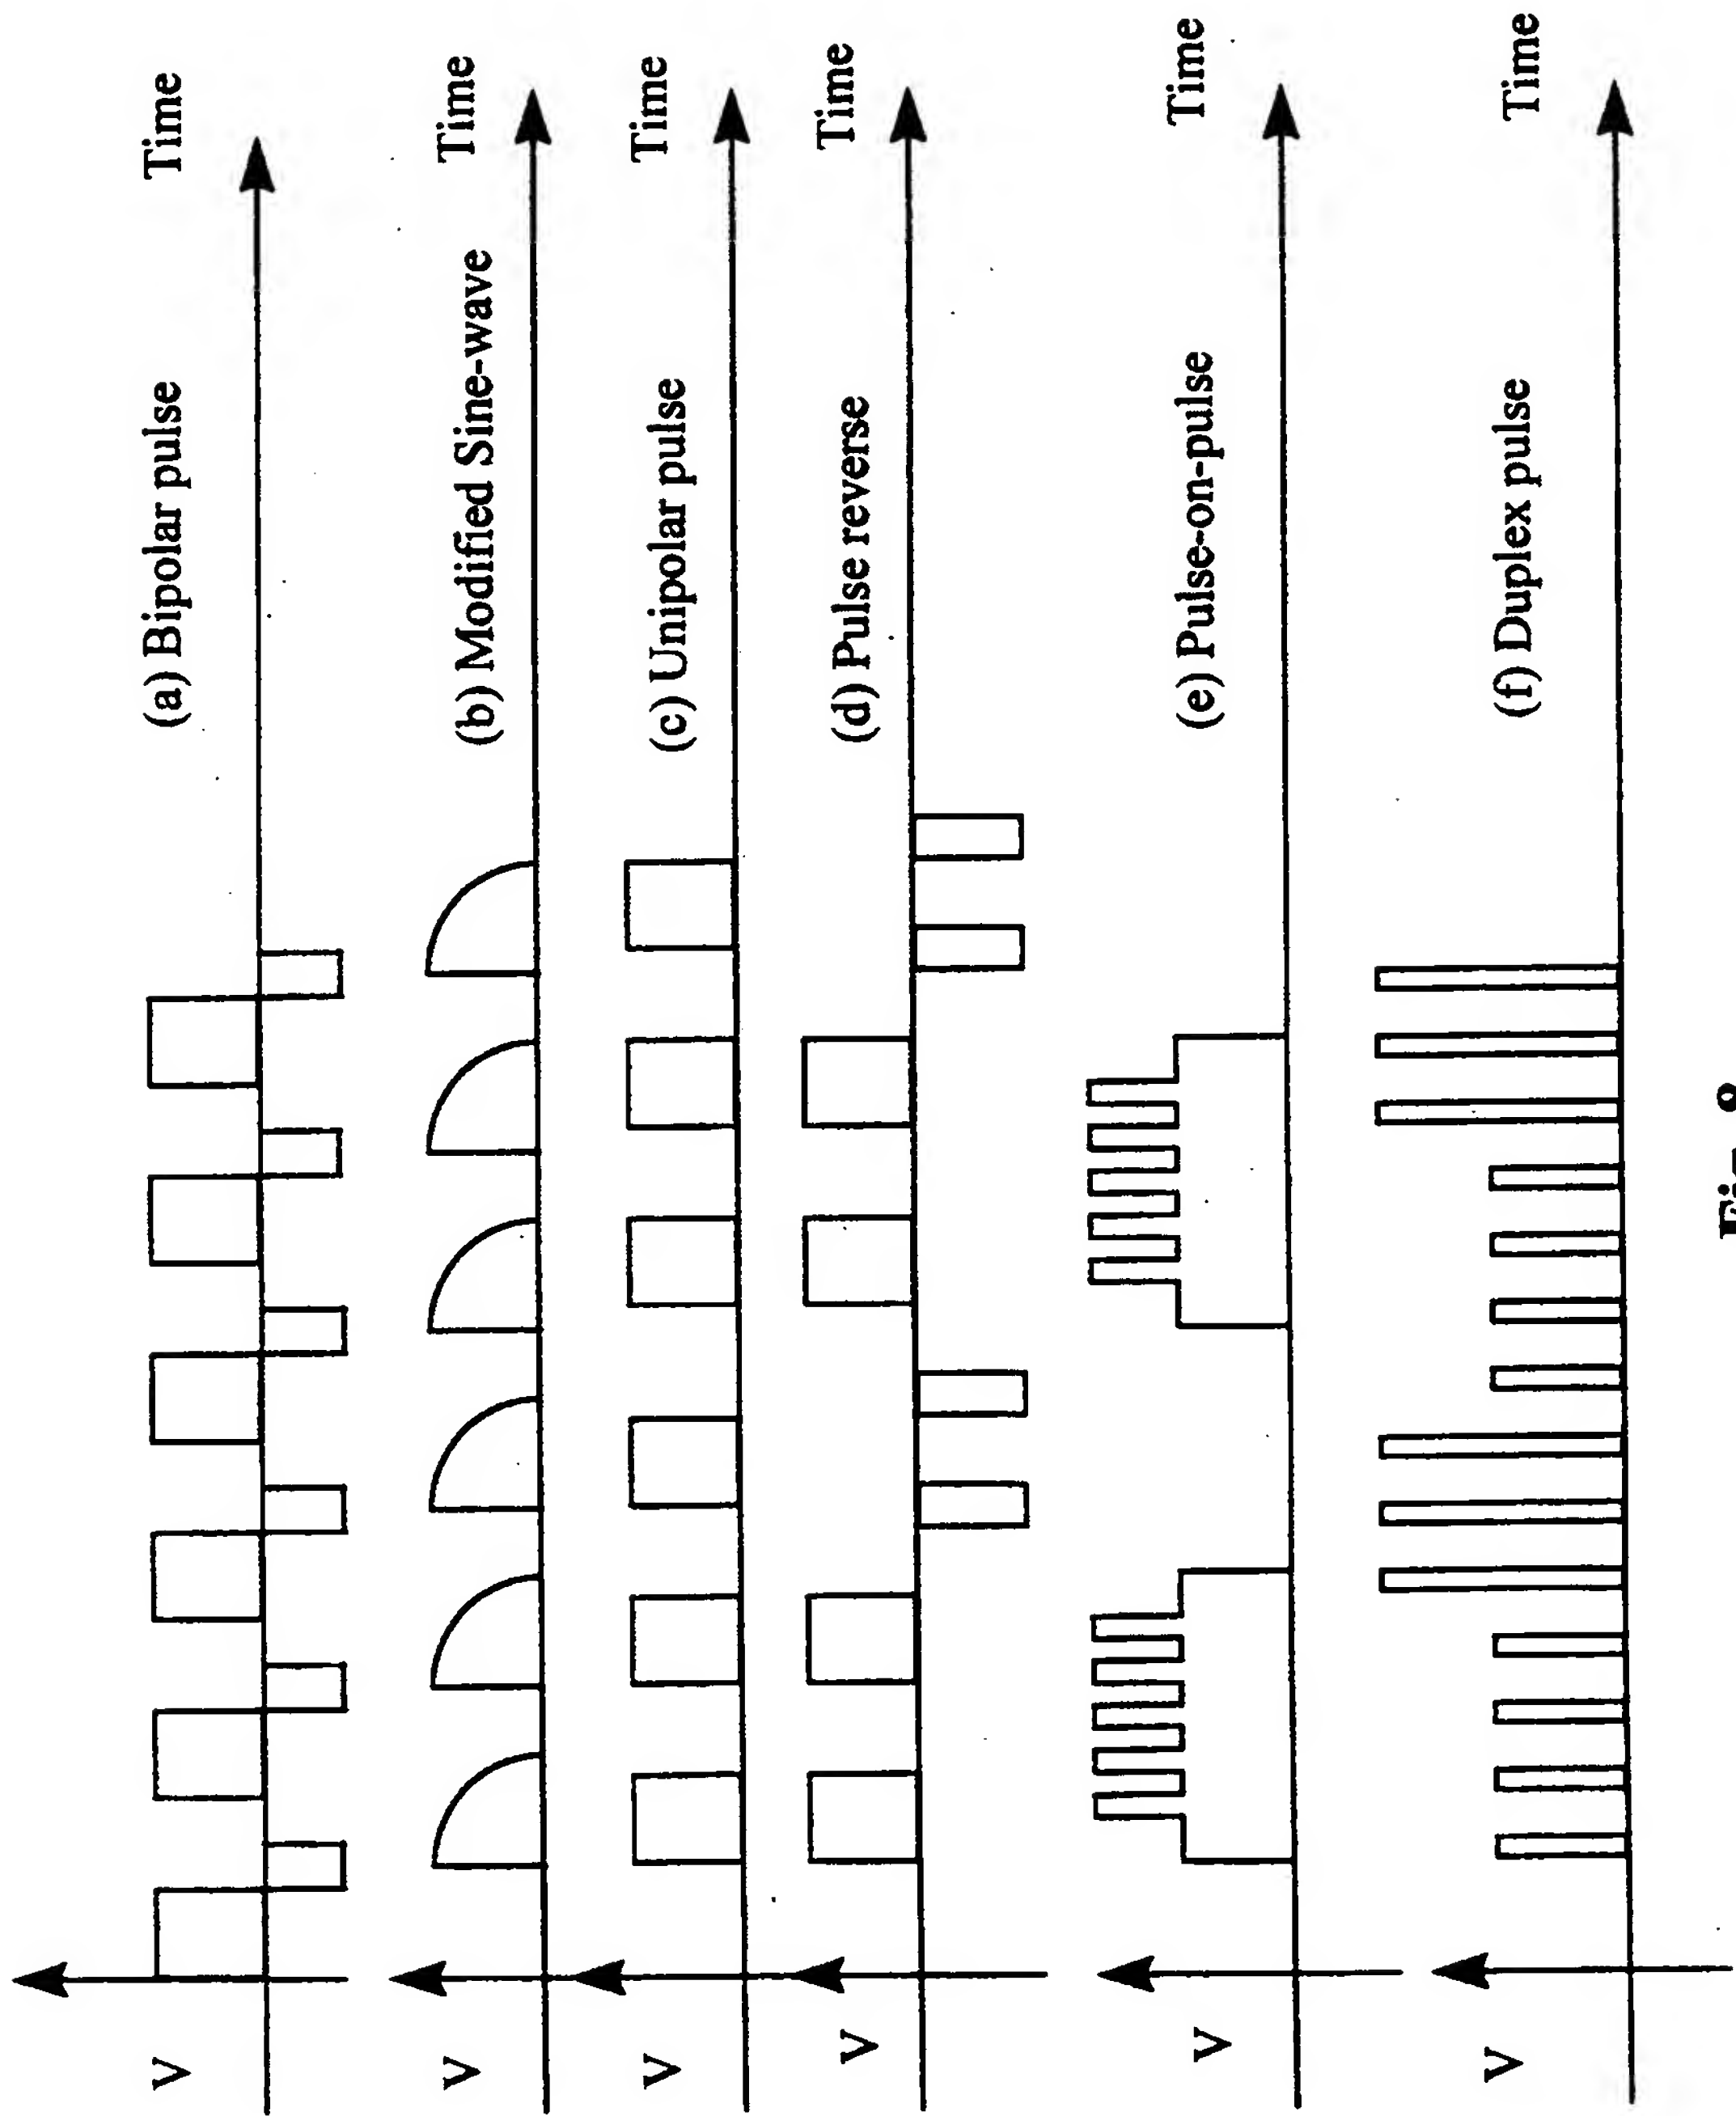 V
(a) Bipolar pulse
Time
V
(b) Modified Sine-wave
Time
V
(c) Unipolar pulse
Time
V
(d) Pulse reverse
Time
V
(e) Pulse-on-pulse
Time
V
(f) Duplex pulse
Time